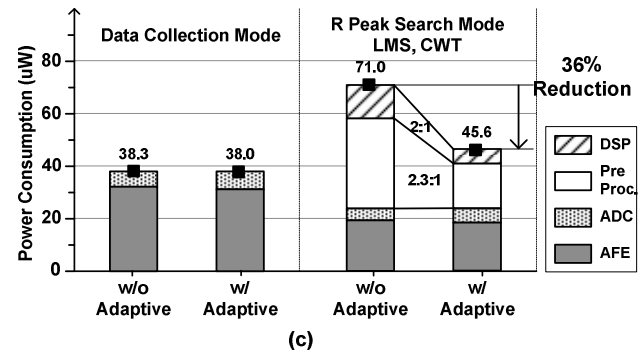 Data Collection Mode
R Peak Search Mode
LMS, CWT
Power Consumption (uW)
80
60
40
20
0
38.3
38.0
71.0
45.6
2:1
2.3:1
36%
Reduction
DSP
Pre
Proc.
ADC
AFE
w/o
Adaptive
w/
Adaptive
w/o
Adaptive
w/
Adaptive
(c)